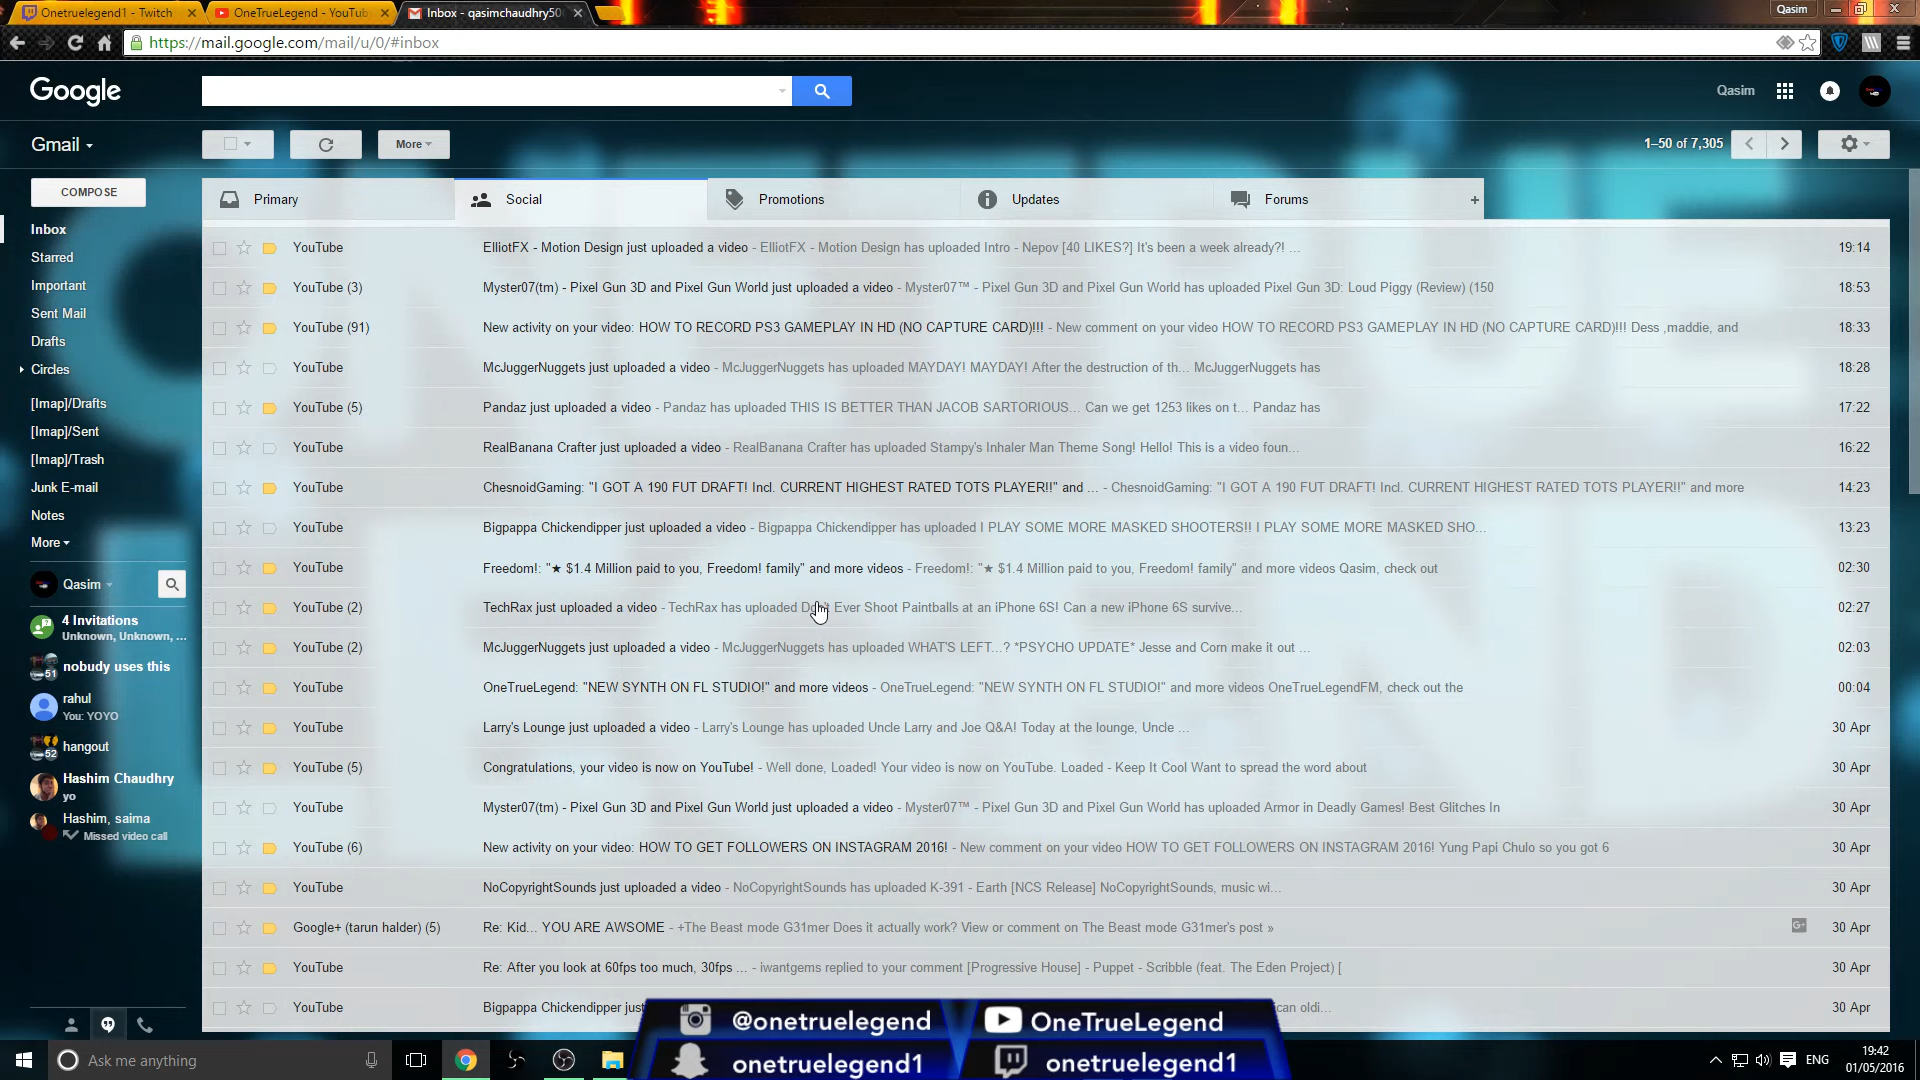 Onetruelegend1 - Twitch
OneTrueLegend - YouTub
Inbox - qasimchaudhry50
Qasim
https://mail.google.com/mail/u/0/#inbox
Google
Qasim
Gmail
More
1–50 of 7,305
COMPOSE
Primary
Social
Promotions
Updates
Forums
+
Inbox
Starred
Important
Sent Mail
Drafts
Circles
[Imap]/Drafts
[Imap]/Sent
[Imap]/Trash
Junk E-mail
Notes
More
Qasim
4 Invitations
Unknown, Unknown, ...
nobudy uses this
51
rahul
You: YOYO
hangout
52
Hashim Chaudhry
yo
Hashim, saima
Missed video call
YouTube ElliotFX - Motion Design just uploaded a video - ElliotFX - Motion Design has uploaded Intro - Nepov [40 LIKES?] It's been a week already?! ... 19:14
YouTube (3) Myster07(tm) - Pixel Gun 3D and Pixel Gun World just uploaded a video - Myster07™ - Pixel Gun 3D and Pixel Gun World has uploaded Pixel Gun 3D: Loud Piggy (Review) (150 18:53
YouTube (91) New activity on your video: HOW TO RECORD PS3 GAMEPLAY IN HD (NO CAPTURE CARD)!!! - New comment on your video HOW TO RECORD PS3 GAMEPLAY IN HD (NO CAPTURE CARD)!!! Dess ,maddie, and 18:33
YouTube McJuggerNuggets just uploaded a video - McJuggerNuggets has uploaded MAYDAY! MAYDAY! After the destruction of th... McJuggerNuggets has 18:28
YouTube (5) Pandaz just uploaded a video - Pandaz has uploaded THIS IS BETTER THAN JACOB SARTORIOUS... Can we get 1253 likes on t... Pandaz has 17:22
YouTube RealBanana Crafter just uploaded a video - RealBanana Crafter has uploaded Stampy's Inhaler Man Theme Song! Hello! This is a video foun... 16:22
YouTube ChesnoidGaming: "I GOT A 190 FUT DRAFT! Incl. CURRENT HIGHEST RATED TOTS PLAYER!!" and ... - ChesnoidGaming: "I GOT A 190 FUT DRAFT! Incl. CURRENT HIGHEST RATED TOTS PLAYER!!" and more 14:23
YouTube Bigpappa Chickendipper just uploaded a video - Bigpappa Chickendipper has uploaded I PLAY SOME MORE MASKED SHOOTERS!! I PLAY SOME MORE MASKED SHO... 13:23
YouTube Freedom!: "★ $1.4 Million paid to you, Freedom! family" and more videos - Freedom!: "★ $1.4 Million paid to you, Freedom! family" and more videos Qasim, check out 02:30
YouTube (2) TechRax just uploaded a video - TechRax has uploaded Don't Ever Shoot Paintballs at an iPhone 6S! Can a new iPhone 6S survive... 02:27
YouTube (2) McJuggerNuggets just uploaded a video - McJuggerNuggets has uploaded WHAT'S LEFT...? *PSYCHO UPDATE* Jesse and Corn make it out ... 02:03
YouTube OneTrueLegend: "NEW SYNTH ON FL STUDIO!" and more videos - OneTrueLegend: "NEW SYNTH ON FL STUDIO!" and more videos OneTrueLegendFM, check out the 00:04
YouTube Larry's Lounge just uploaded a video - Larry's Lounge has uploaded Uncle Larry and Joe Q&A! Today at the lounge, Uncle ... 30 Apr
YouTube (5) Congratulations, your video is now on YouTube! - Well done, Loaded! Your video is now on YouTube. Loaded - Keep It Cool Want to spread the word about 30 Apr
YouTube Myster07(tm) - Pixel Gun 3D and Pixel Gun World just uploaded a video - Myster07™ - Pixel Gun 3D and Pixel Gun World has uploaded Armor in Deadly Games! Best Glitches In 30 Apr
YouTube (6) New activity on your video: HOW TO GET FOLLOWERS ON INSTAGRAM 2016! - New comment on your video HOW TO GET FOLLOWERS ON INSTAGRAM 2016! Yung Papi Chulo so you got 6 30 Apr
YouTube NoCopyrightSounds just uploaded a video - NoCopyrightSounds has uploaded K-391 - Earth [NCS Release] NoCopyrightSounds, music wi... 30 Apr
Google+ (tarun halder) (5) Re: Kid... YOU ARE AWSOME - +The Beast mode G31mer Does it actually work? View or comment on The Beast mode G31mer's post » G+ 30 Apr
YouTube Re: After you look at 60fps too much, 30fps ... - iwantgems replied to your comment [Progressive House] - Puppet - Scribble (feat. The Eden Project) [ 30 Apr
YouTube Bigpappa Chickendipper just can oldi... 30 Apr
@onetruelegend OneTrueLegend
onetruelegend1 onetruelegend1
Ask me anything
ENG
19:42
01/05/2016